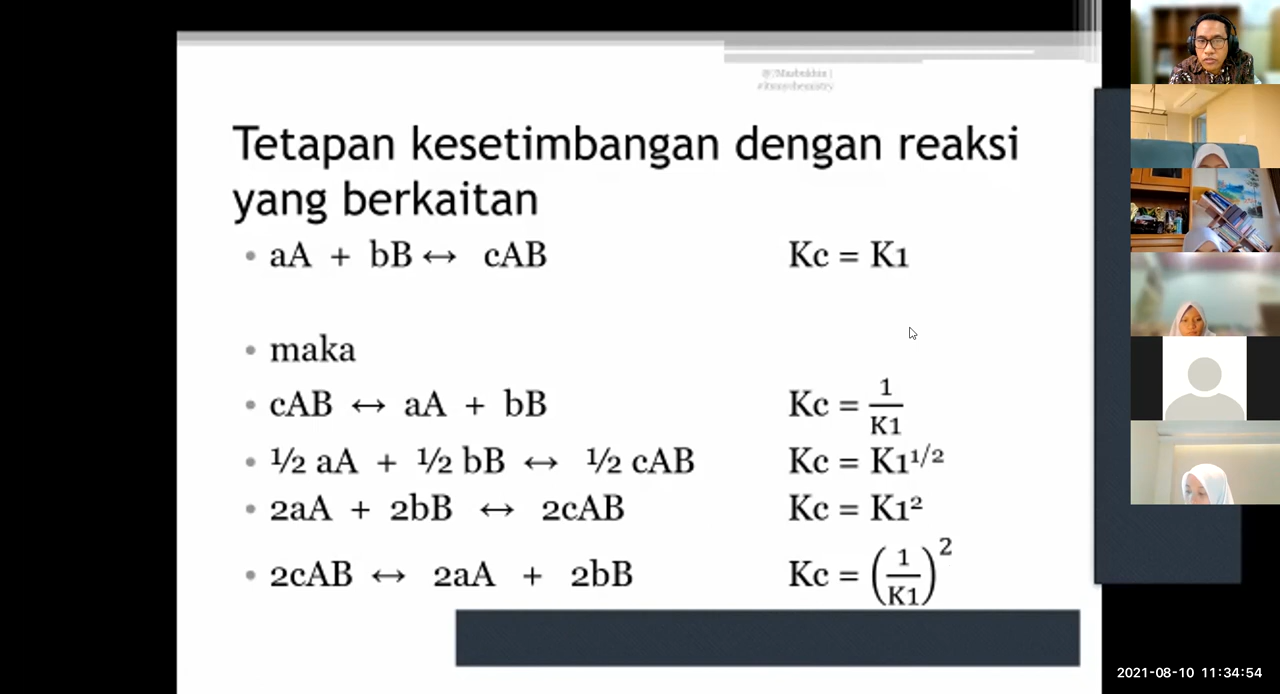 Tetapan kesetimbangan dengan reaksi
yang berkaitan
• aA + bB ↔ cAB Kc = K1
• maka
• cAB ↔ aA + bB Kc = 1/K1
• ½ aA + ½ bB ↔ ½ cAB Kc = K1^1/2
• 2aA + 2bB ↔ 2cAB Kc = K1²
• 2cAB ↔ 2aA + 2bB Kc = (1/K1)²
2021-08-10 11:34:54